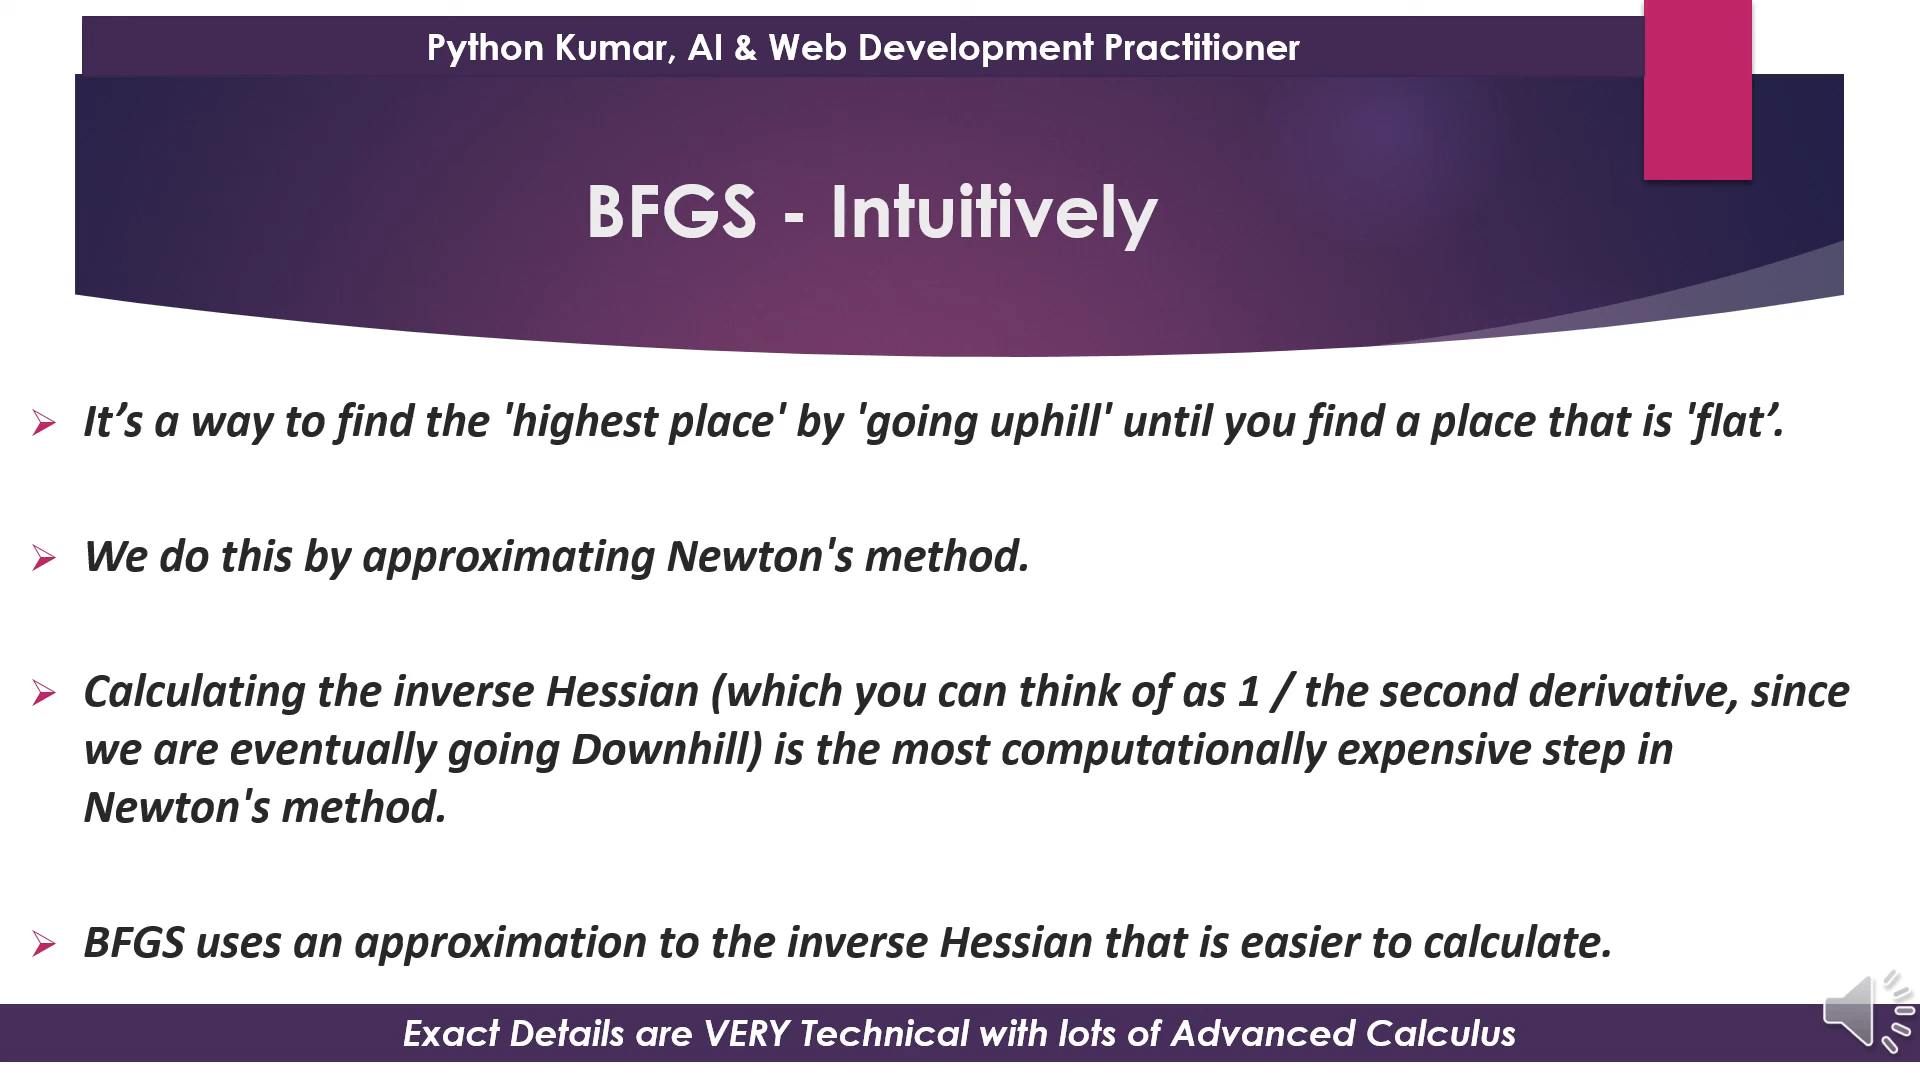 Python Kumar, AI & Web Development Practitioner
BFGS - Intuitively
It’s a way to find the 'highest place' by 'going uphill' until you find a place that is 'flat’.
We do this by approximating Newton's method.
Calculating the inverse Hessian (which you can think of as 1 / the second derivative, since
we are eventually going Downhill) is the most computationally expensive step in
Newton's method.
BFGS uses an approximation to the inverse Hessian that is easier to calculate.
Exact Details are VERY Technical with lots of Advanced Calculus